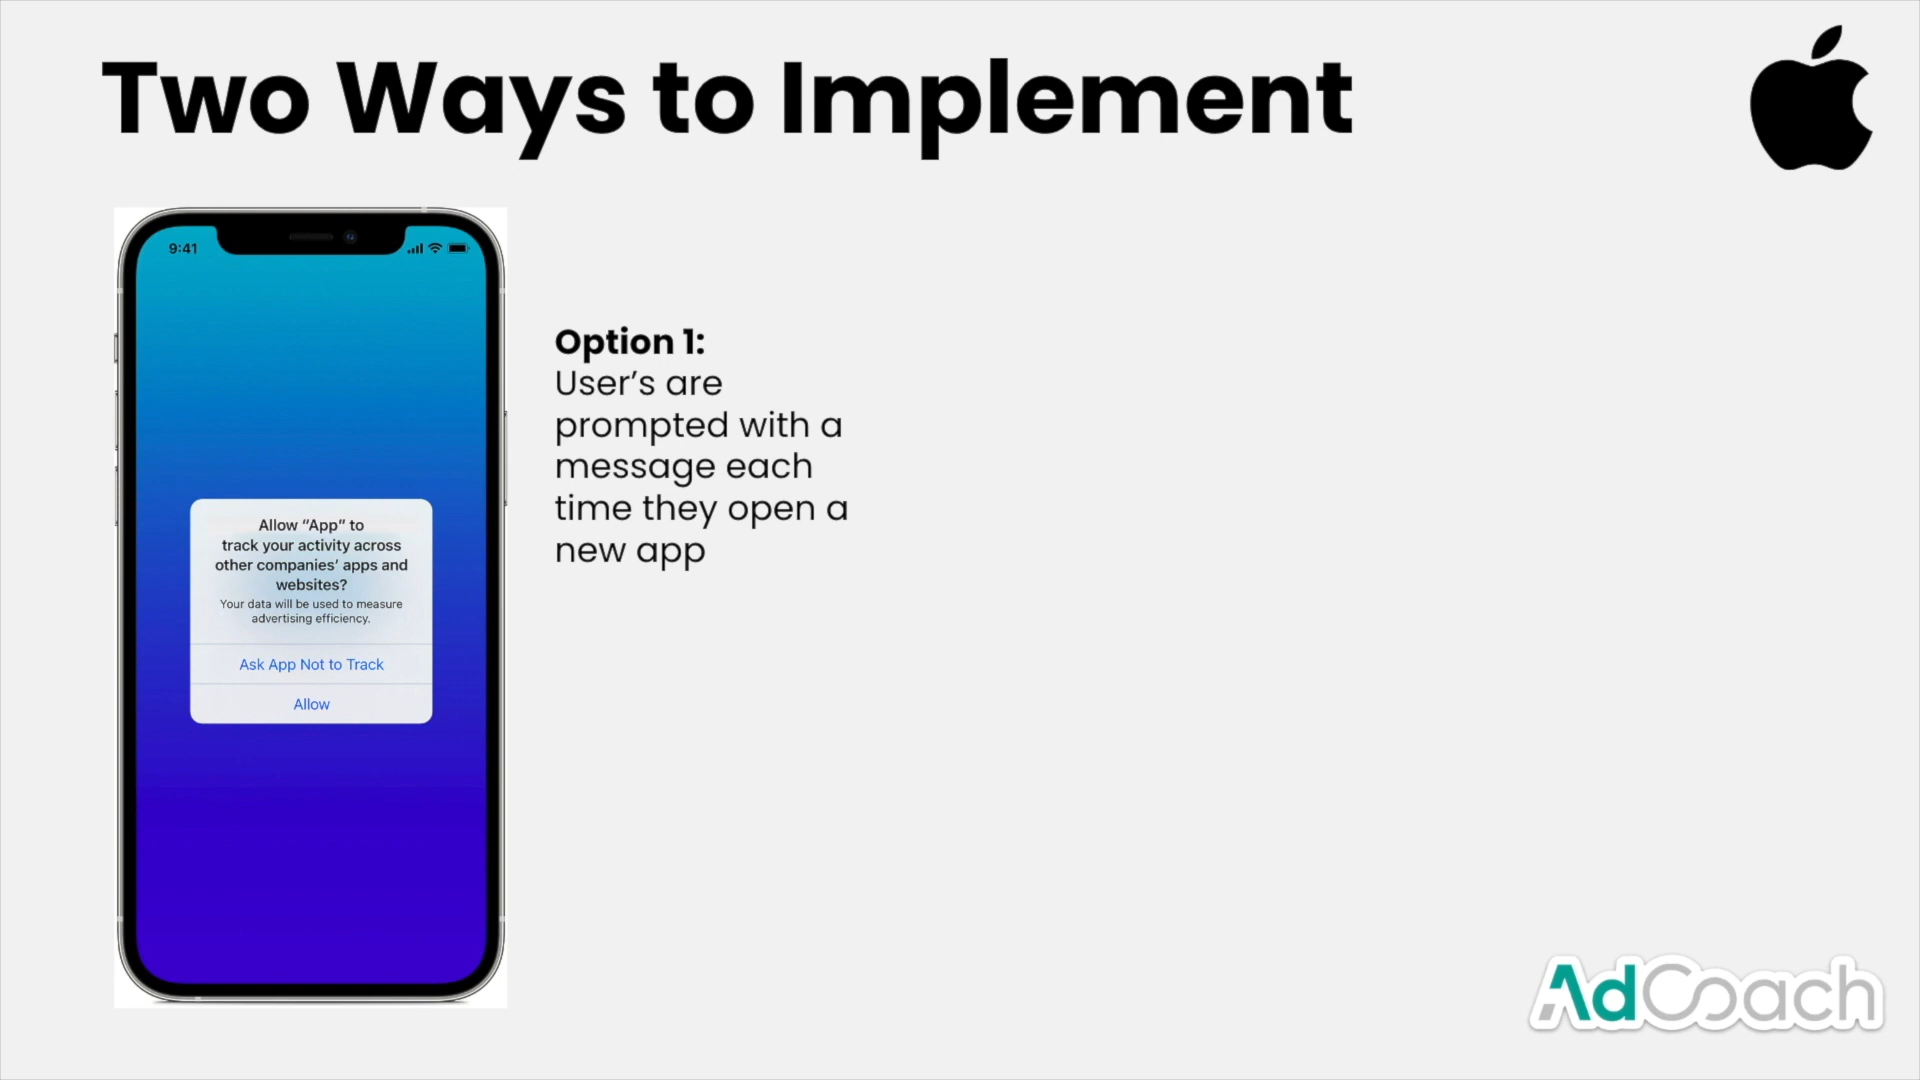 Two Ways to Implement
9:41
Allow “App” to
track your activity across
other companies’ apps and
websites?
Your data will be used to measure
advertising efficiency.
Ask App Not to Track
Allow
Option 1:
User’s are
prompted with a
message each
time they open a
new app
AdCoach